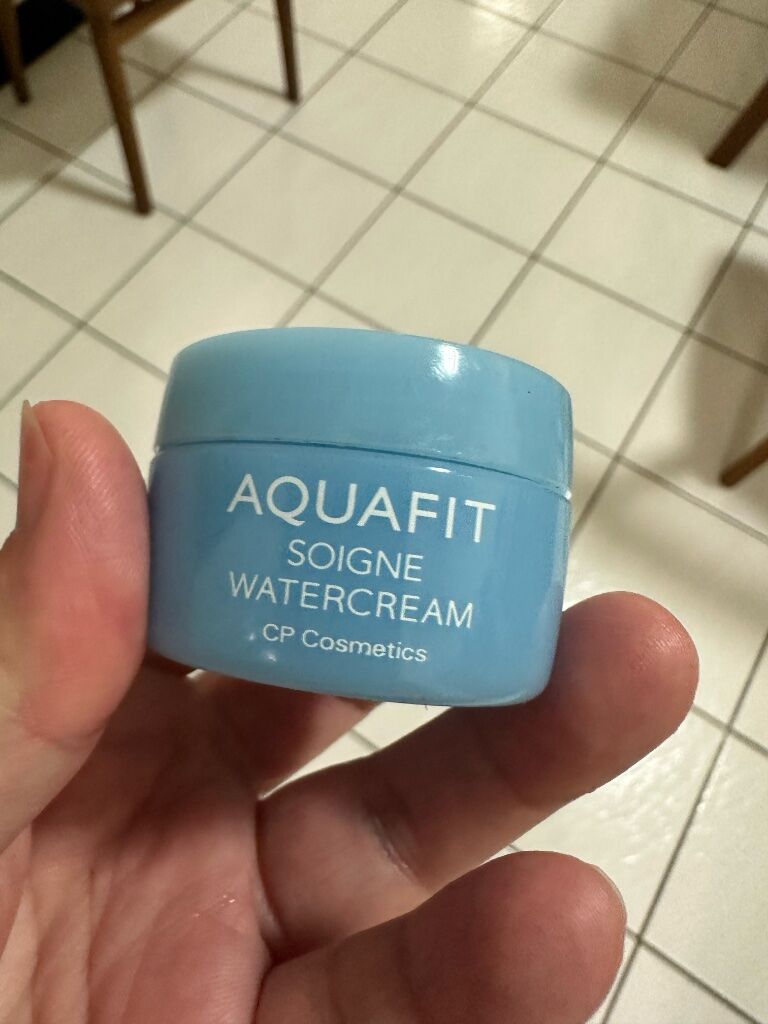 AQUAFIT
SOIGNE
WATERCREAM
CP Cosmetics